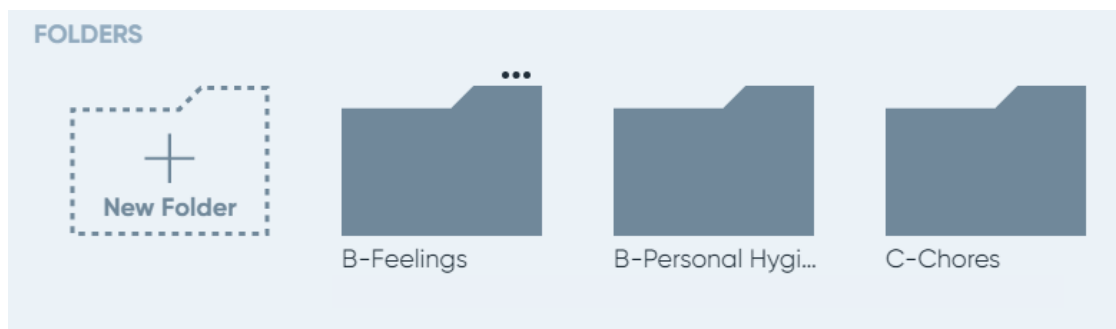 FOLDERS
New Folder
B-Feelings
B-Personal Hygi...
C-Chores